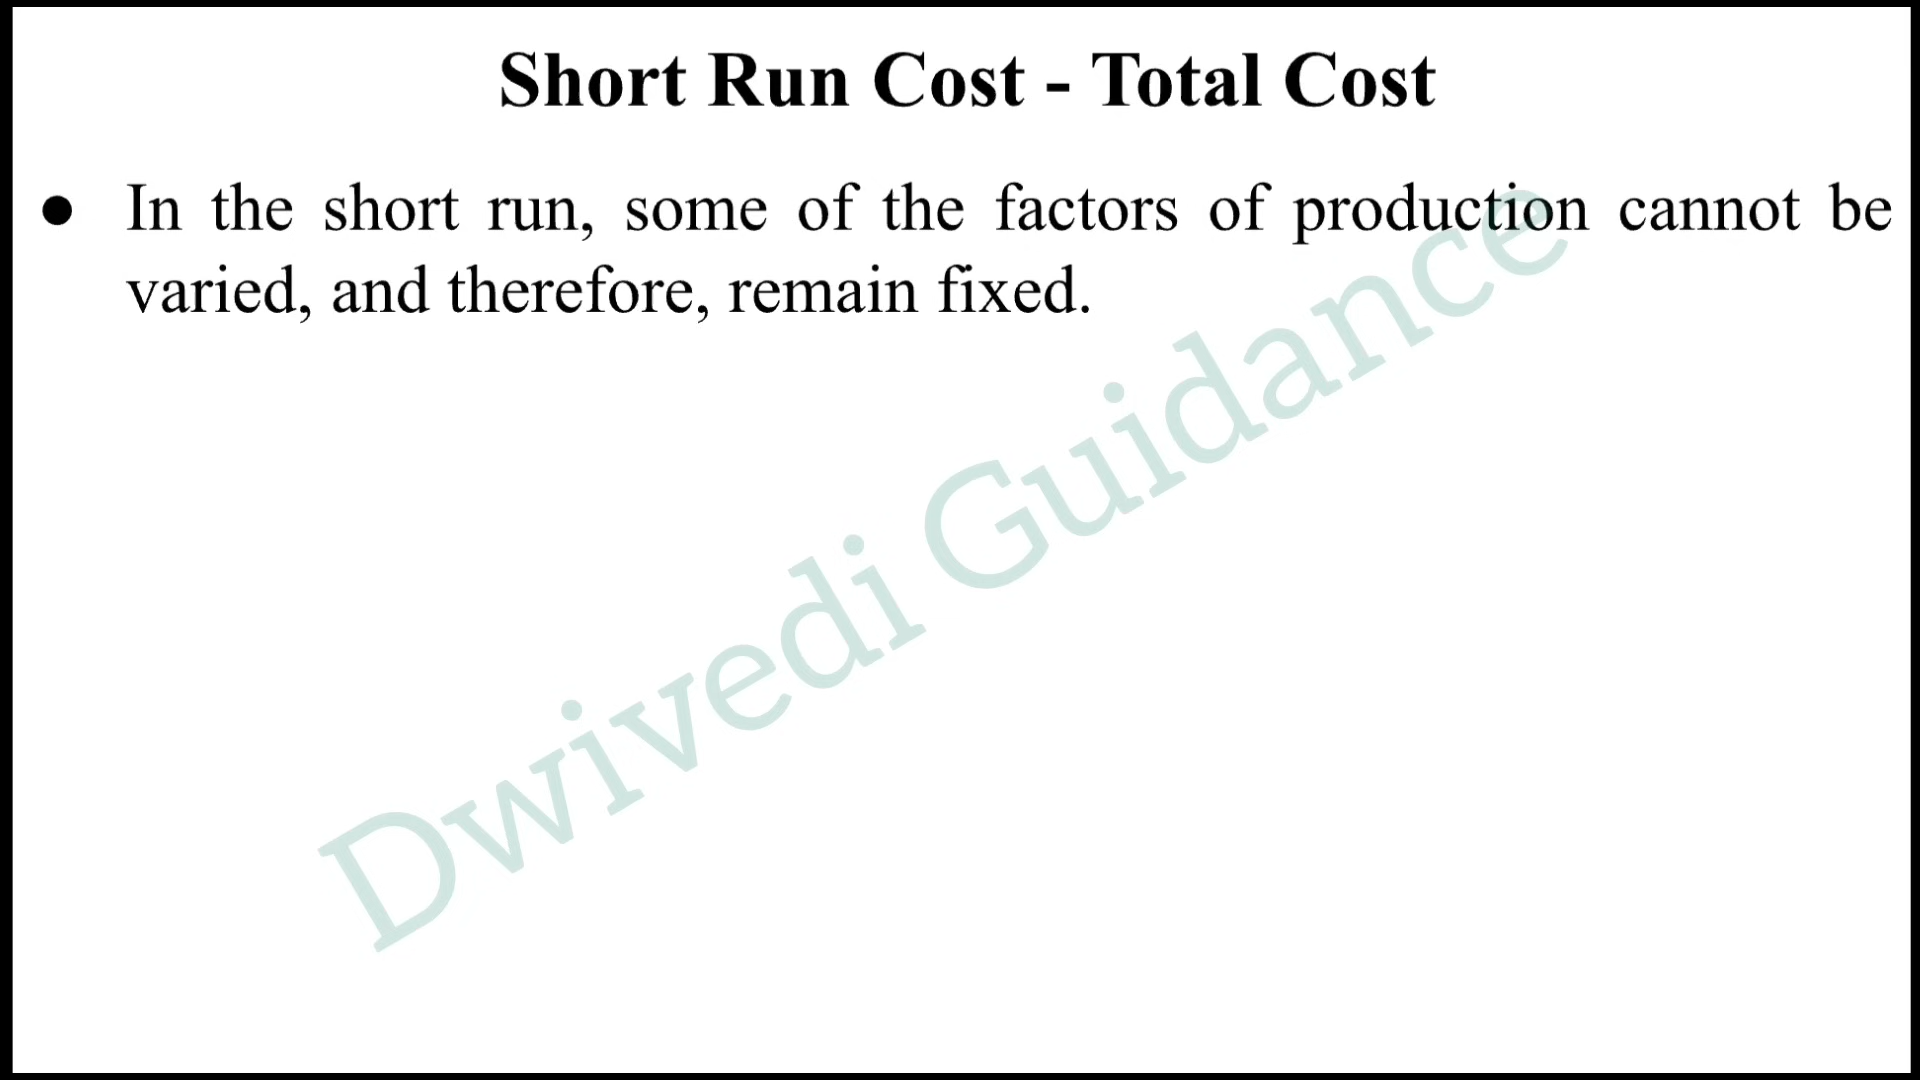 Short Run Cost - Total Cost
● In the short run, some of the factors of production cannot be
varied, and therefore, remain fixed.
Dwivedi Guidance